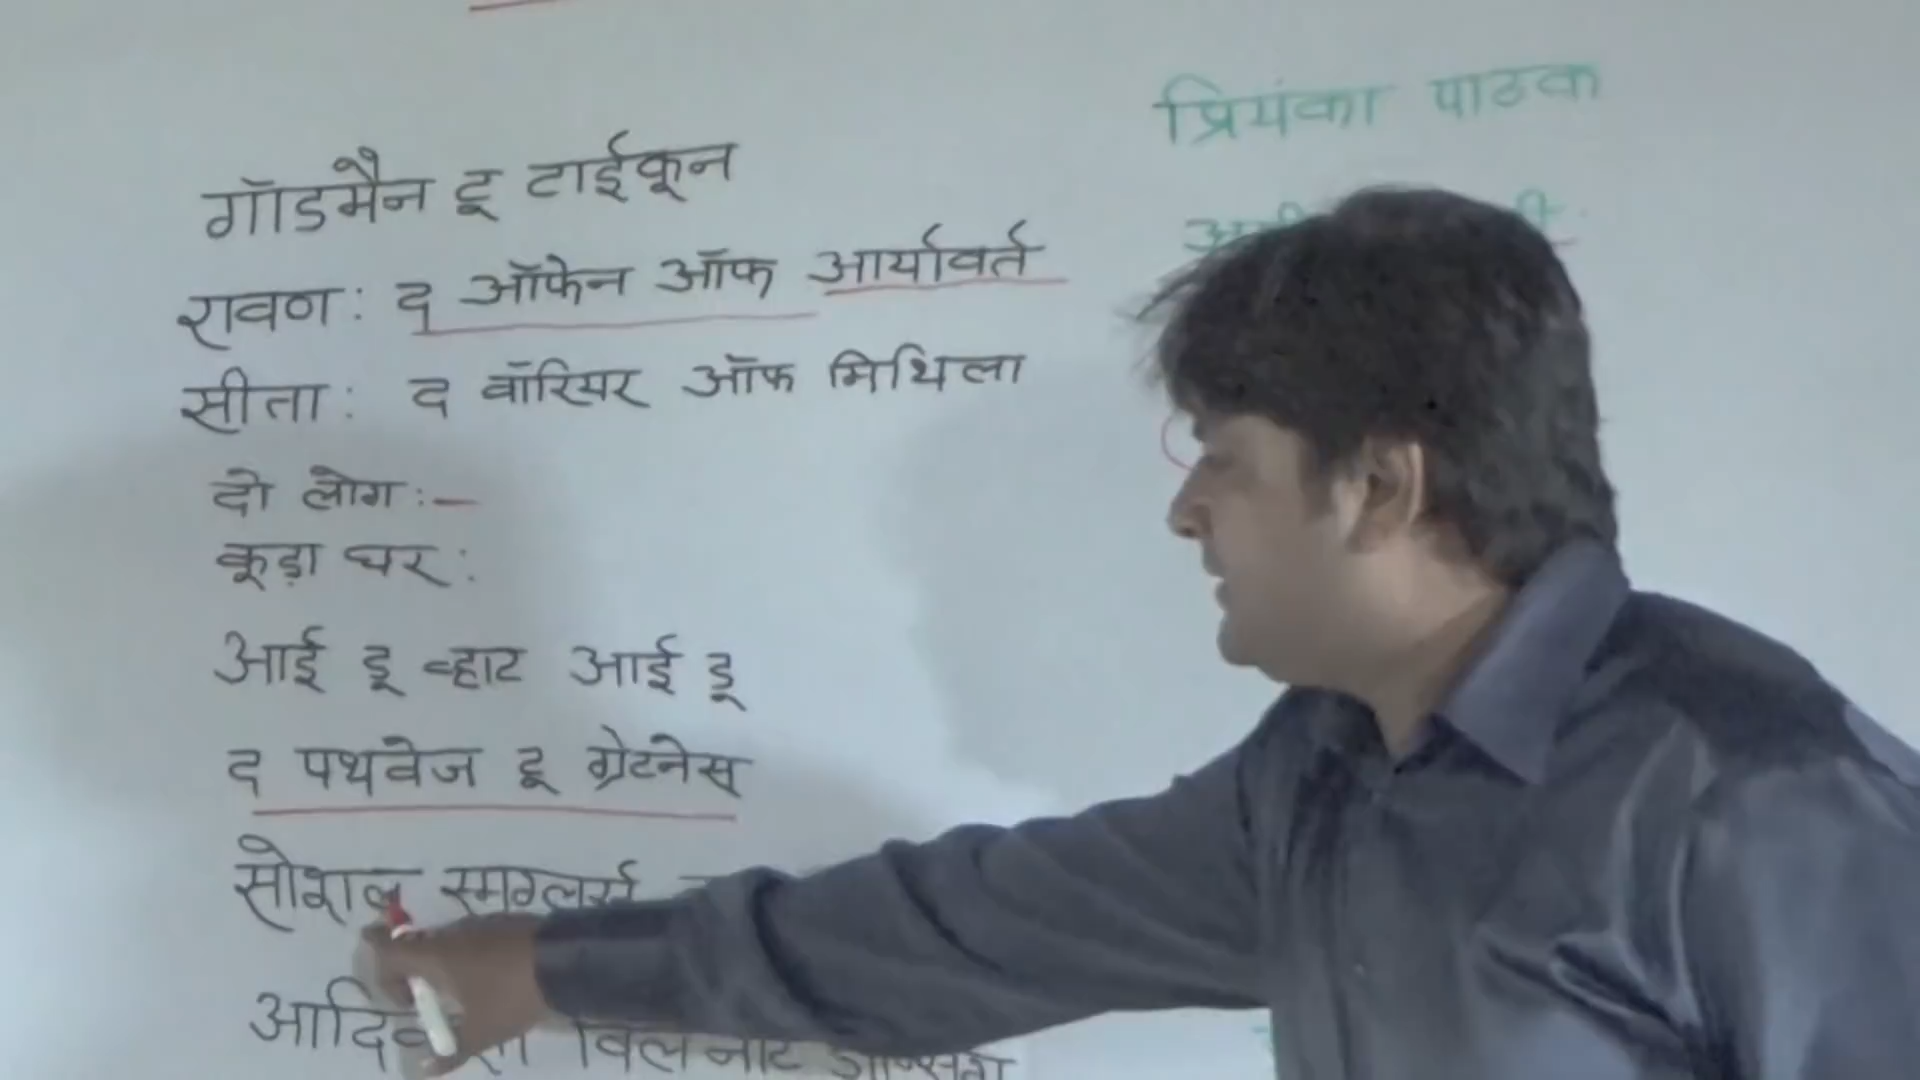 प्रियंका पाठक
गॉडमैन टू टाईकून
रावण: द ऑफेन ऑफ आर्यावर्त
सीता: द वॉरियर ऑफ मिथिला
दो लोग:-
कूड़ा घर:
आई डू व्हाट आई डू
द पथवेज टू ग्रेटनेस
सोशल स्मगलर्स
विल नॉट